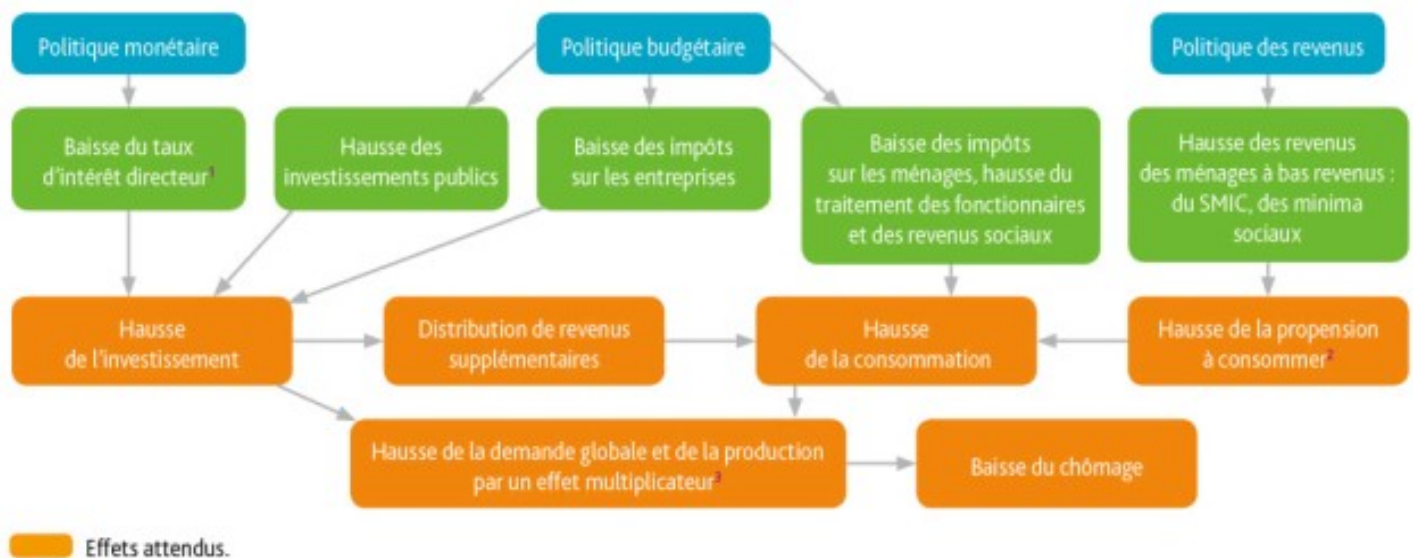 Politique monétaire
Politique budgétaire
Politique des revenus
Baisse du taux
d'intérêt directeur¹
Hausse des
investissements publics
Baisse des impôts
sur les entreprises
Baisse des impôts
sur les ménages, hausse du
traitement des fonctionnaires
et des revenus sociaux
Hausse des revenus
des ménages à bas revenus :
du SMIC, des minima
sociaux
Hausse
de l'investissement
Distribution de revenus
supplémentaires
Hausse
de la consommation
Hausse de la propension
à consommer²
Hausse de la demande globale et de la production
par un effet multiplicateur³
Baisse du chômage
Effets attendus.